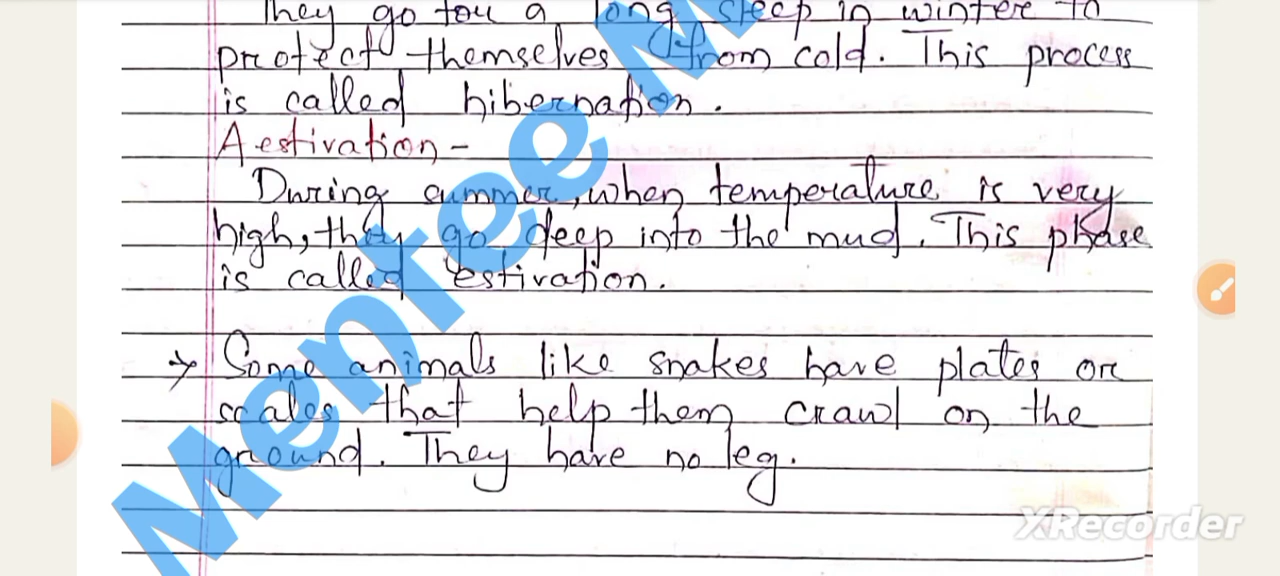 They go for a long sleep in winter to
protect themselves from cold. This process
is called hibernation.
Aestivation -
During summer, when temperature is very
high, they go deep into the mud. This phase
is called estivation.
→ Some animals like snakes have plates or
scales that help them crawl on the
ground. They have no leg.
Mentee M
XRecorder